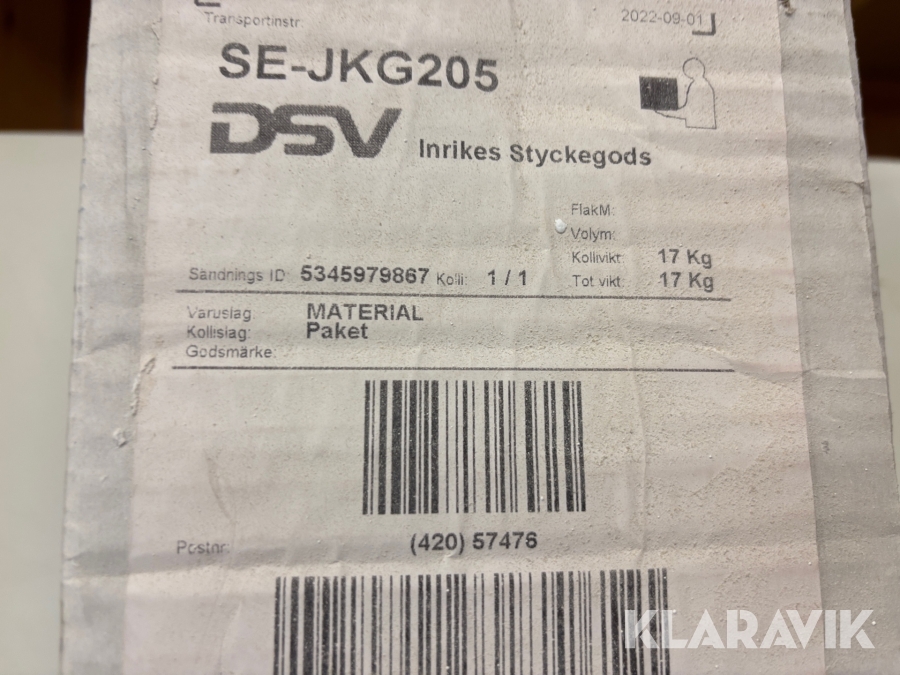 Transportinstr:
2022-09-01
SE-JKG205
DSV Inrikes Styckegods
FlakM:
Volym:
Kollivikt: 17 Kg
Sändnings ID: 5345979867 Kolli: 1 / 1 Tot vikt: 17 Kg
Varuslag: MATERIAL
Kollislag: Paket
Godsmärke:
Postnr: (420) 57476
KLARAVIK